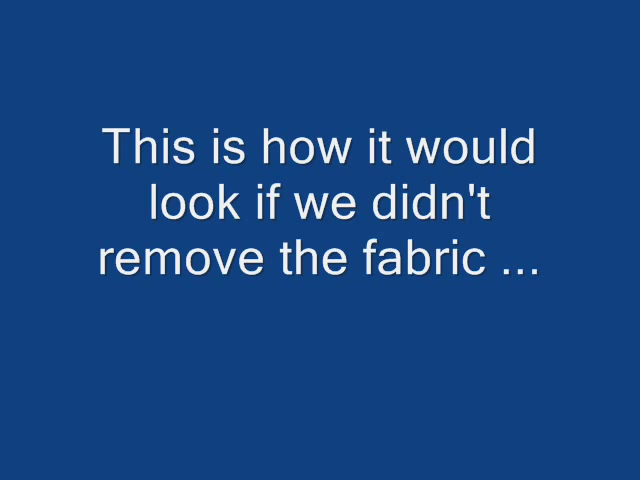 This is how it would
look if we didn't
remove the fabric ...